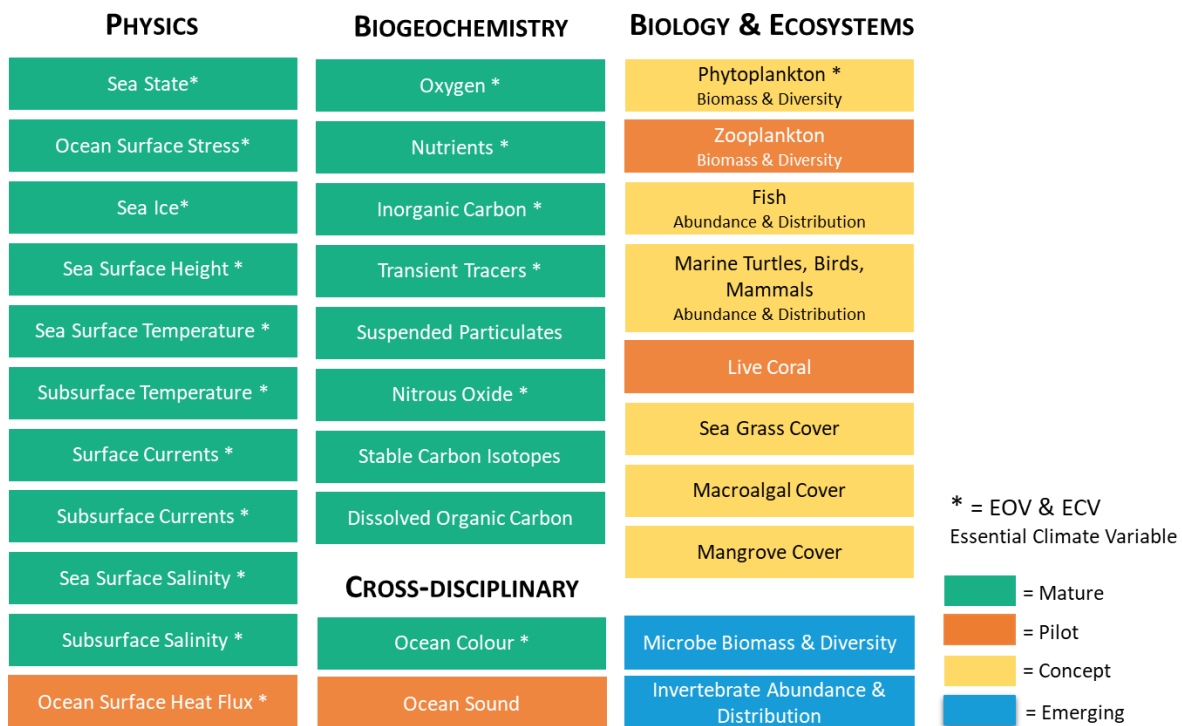 PHYSICS
Sea State*
Ocean Surface Stress*
Sea Ice*
Sea Surface Height *
Sea Surface Temperature *
Subsurface Temperature *
Surface Currents *
Subsurface Currents *
Sea Surface Salinity *
Subsurface Salinity *
Ocean Surface Heat Flux *
BIOGEOCHEMISTRY
Oxygen *
Nutrients *
Inorganic Carbon *
Transient Tracers *
Suspended Particulates
Nitrous Oxide *
Stable Carbon Isotopes
Dissolved Organic Carbon
CROSS-DISCIPLINARY
Ocean Colour *
Ocean Sound
BIOLOGY & ECOSYSTEMS
Phytoplankton *
Biomass & Diversity
Zooplankton
Biomass & Diversity
Fish
Abundance & Distribution
Marine Turtles, Birds,
Mammals
Abundance & Distribution
Live Coral
Sea Grass Cover
Macroalgal Cover
Mangrove Cover
Microbe Biomass & Diversity
Invertebrate Abundance &
Distribution
* = EOV & ECV
Essential Climate Variable
= Mature
= Pilot
= Concept
= Emerging